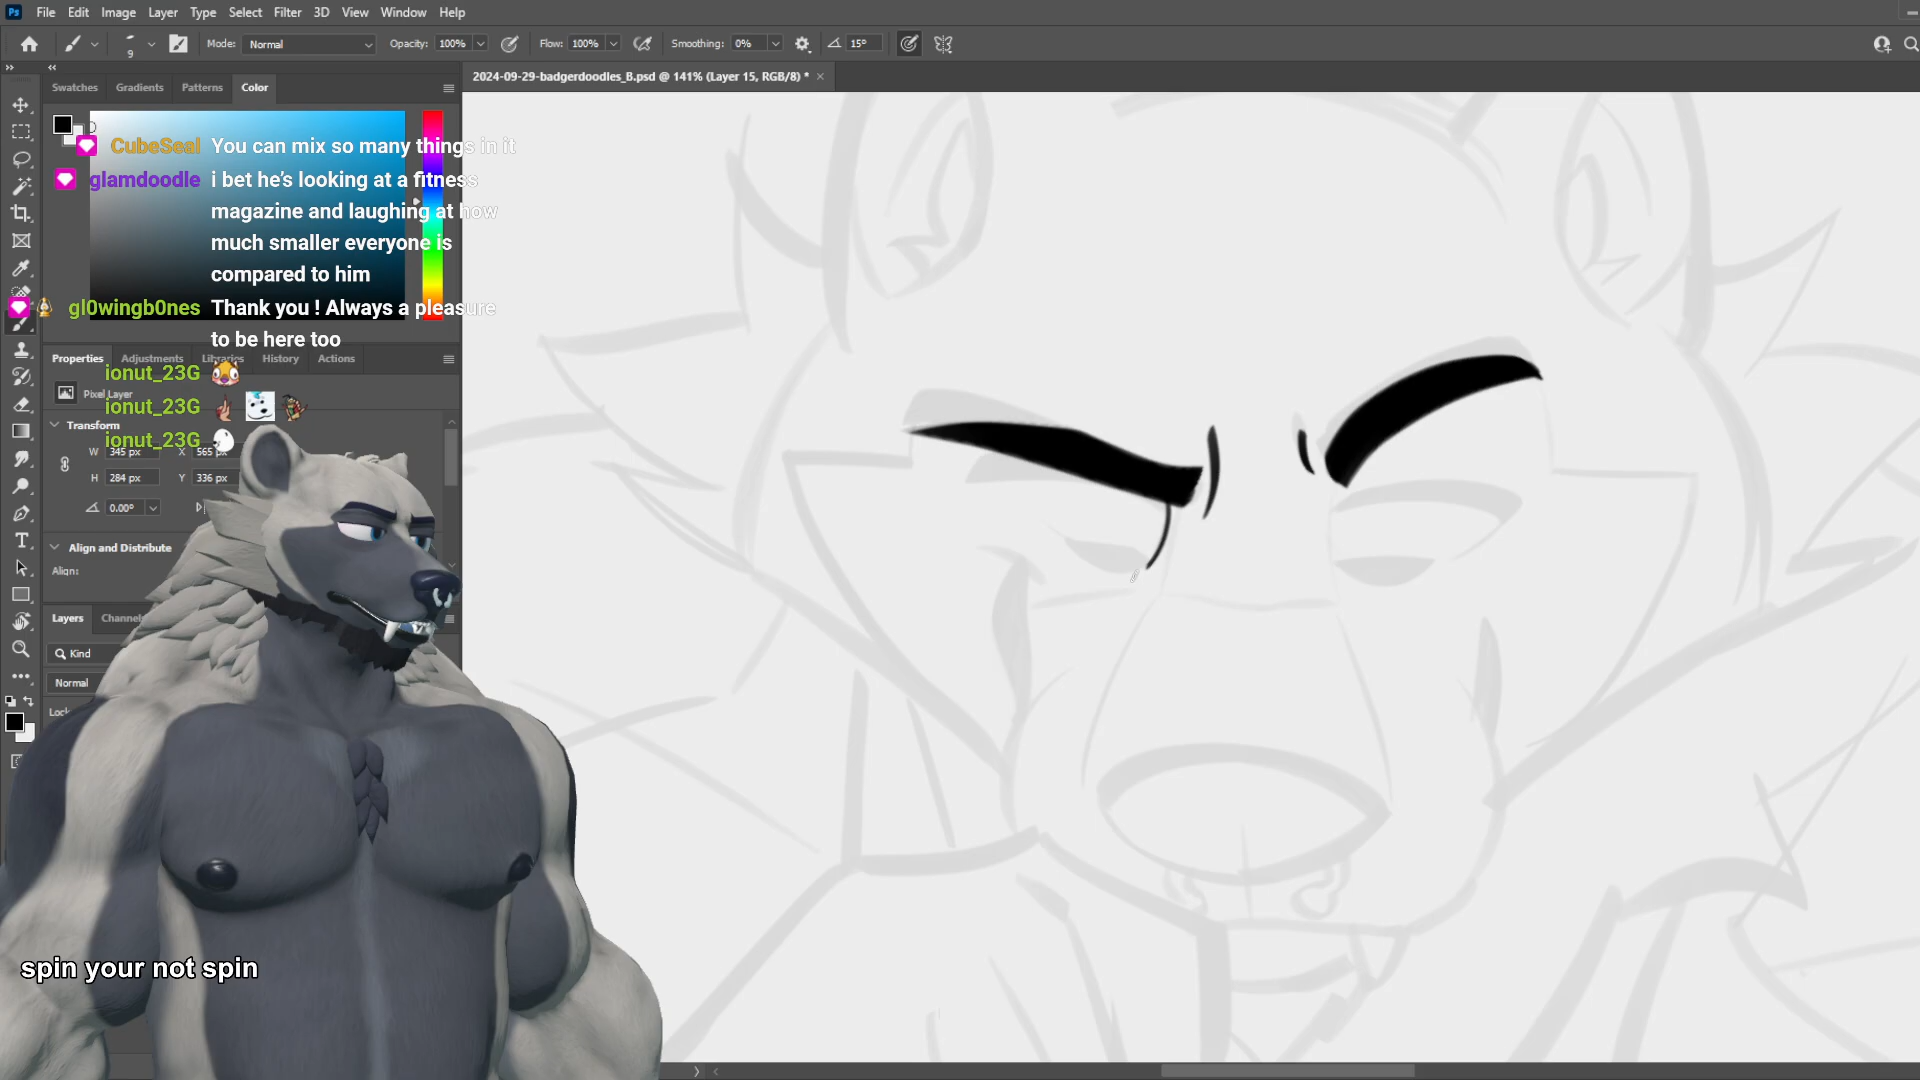 Ps File Edit Image Layer Type Select Filter 3D View Window Help
9 Mode: Normal Opacity: 100% Flow: 100% Smoothing: 0% 15°
2024-09-29-badgerdoodles_B.psd @ 141% (Layer 15, RGB/8) * ×
Swatches Gradients Patterns Color
CubeSeal You can mix so many things in it
glamdoodle i bet he's looking at a fitness
magazine and laughing at how
much smaller everyone is
compared to him
gl0wingb0nes Thank you ! Always a pleasure
to be here too
Properties Adjustments Libraries History Actions
ionut_23G
Pixel Layer
ionut_23G
Transform
ionut_23G
W 345 px X 565 px
H 284 px Y 336 px
0.00°
Align and Distribute
Align:
Layers Channels
Kind
Normal
Lock
spin your not spin